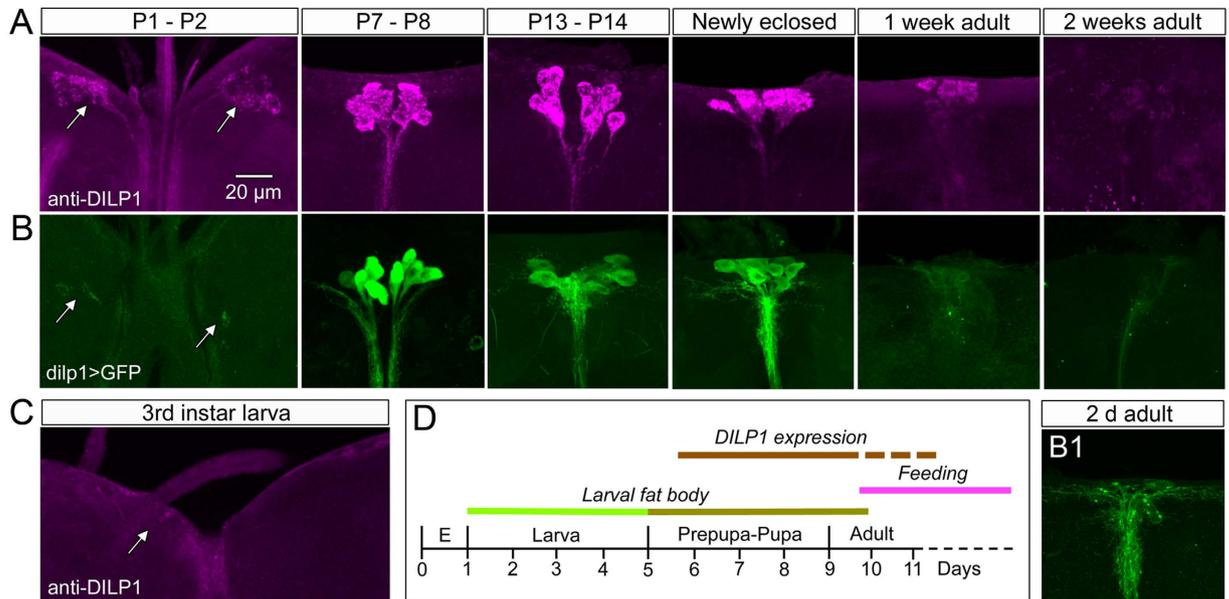 A
P1 - P2
P7 - P8
P13 - P14
Newly eclosed
1 week adult
2 weeks adult
anti-DILP1
20 µm
B
dilp1>GFP
C
3rd instar larva
anti-DILP1
D
DILP1 expression
Feeding
Larval fat body
E
Larva
Prepupa-Pupa
Adult
0 1 2 3 4 5 6 7 8 9 10 11 Days
2 d adult
B1